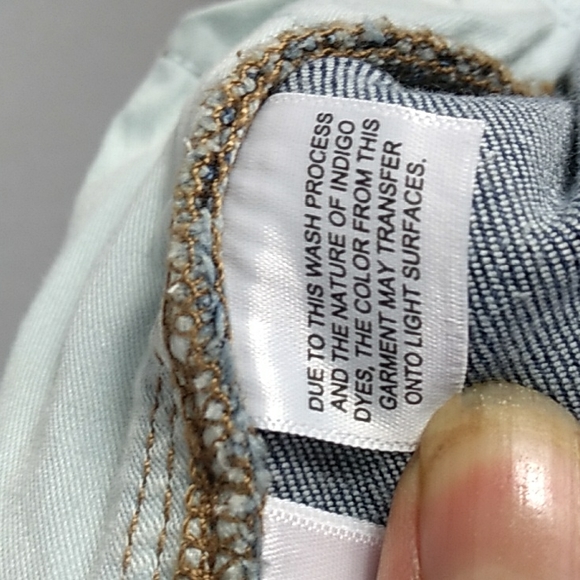 DUE TO THIS WASH PROCESS
AND THE NATURE OF INDIGO
DYES, THE COLOR FROM THIS
GARMENT MAY TRANSFER
ONTO LIGHT SURFACES.